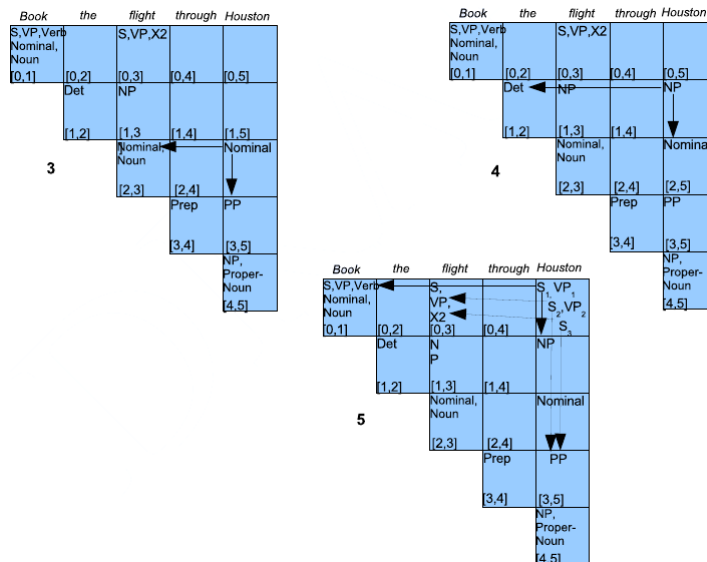 Book the flight through Houston
S,VP,Verb
Nominal,
Noun
[0,1]
[0,2]
S,VP,X2
[0,3]
[0,4]
[0,5]
Det
[1,2]
NP
[1,3
[1,4]
[1,5]
Nominal,
Noun
[2,3]
[2,4]
Nominal
Prep
[3,4]
PP
[3,5]
NP,
Proper-
Noun
[4,5]
3
Book the flight through Houston
S,VP,Verb
Nominal,
Noun
[0,1]
[0,2]
S,VP,X2
[0,3]
[0,4]
[0,5]
Det
[1,2]
NP
[1,3]
[1,4]
NP
Nominal,
Noun
[2,3]
[2,4]
Nominal
[2,5]
Prep
[3,4]
PP
[3,5]
NP,
Proper-
Noun
[4,5]
4
Book the flight through Houston
S,VP,Verb
Nominal,
Noun
[0,1]
[0,2]
S,
VP,
X2
[0,3]
[0,4]
S1, VP1
S2,VP2
S3
Det
[1,2]
N
P
[1,3]
[1,4]
NP
Nominal,
Noun
[2,3]
[2,4]
Nominal
Prep
[3,4]
PP
[3,5]
NP,
Proper-
Noun
[4,5]
5